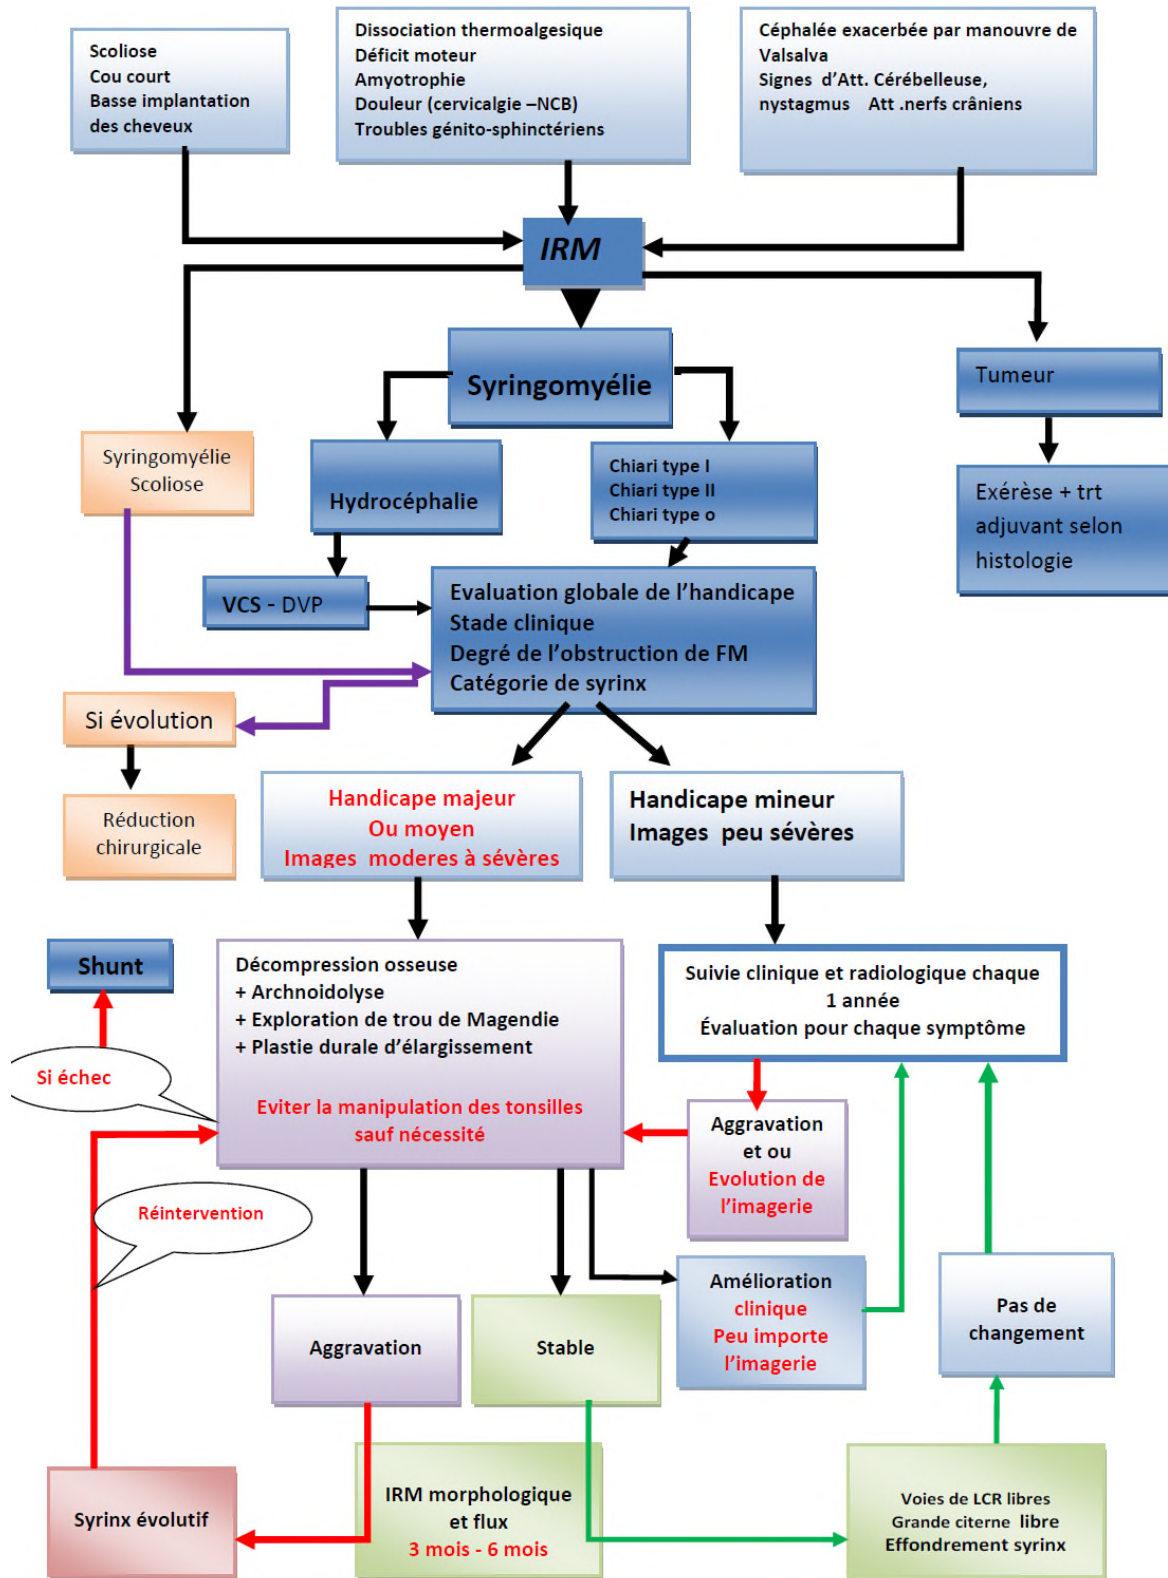 Scoliose
Cou court
Basse implantation
des cheveux
Dissociation thermoalgesique
Déficit moteur
Amyotrophie
Douleur (cervicalgie –NCB)
Troubles génito-sphinctériens
Céphalée exacerbée par manouvre de
Valsalva
Signes d'Att. Cérébelleuse,
nystagmus Att .nerfs crâniens
IRM
Syringomyélie
Tumeur
Syringomyélie
Scoliose
Hydrocéphalie
Chiari type I
Chiari type II
Chiari type o
Exérèse + trt
adjuvant selon
histologie
VCS - DVP
Evaluation globale de l'handicape
Stade clinique
Degré de l'obstruction de FM
Catégorie de syrinx
Si évolution
Réduction
chirurgicale
Handicape majeur
Ou moyen
Images moderes à sévères
Handicape mineur
Images peu sévères
Shunt
Décompression osseuse
+ Archnoidolyse
+ Exploration de trou de Magendie
+ Plastie durale d'élargissement
Eviter la manipulation des tonsilles
sauf nécessité
Suivie clinique et radiologique chaque
1 année
Évaluation pour chaque symptôme
Si échec
Aggravation
et ou
Evolution de
l'imagerie
Réintervention
Amélioration
clinique
Peu importe
l'imagerie
Pas de
changement
Aggravation
Stable
Syrinx évolutif
IRM morphologique
et flux
3 mois - 6 mois
Voies de LCR libres
Grande citerne libre
Effondrement syrinx